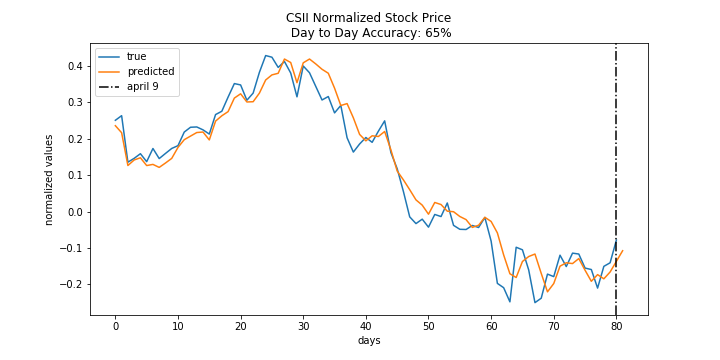 CSII Normalized Stock Price
Day to Day Accuracy: 65%
true
predicted
april 9
normalized values
0.4
0.3
0.2
0.1
0.0
−0.1
−0.2
0 10 20 30 40 50 60 70 80
days